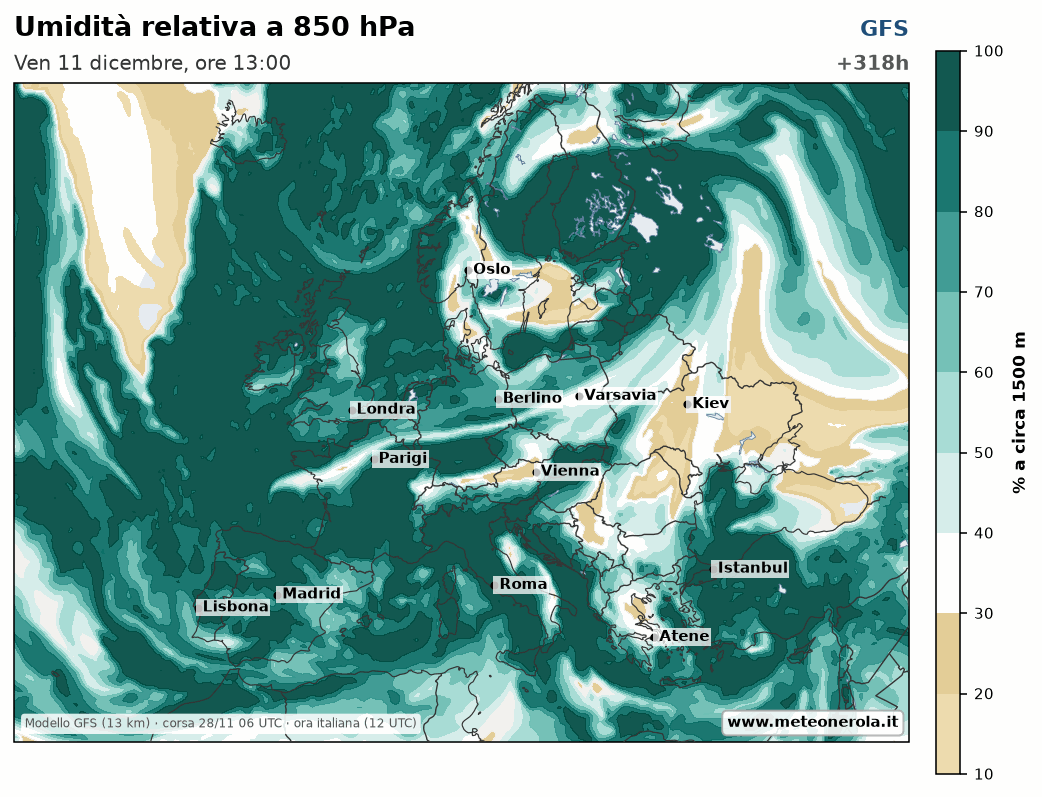 Umidità relativa a 850 hPa
GFS
Ven 11 dicembre, ore 13:00
+318h
100
90
80
70
60
50
40
30
20
10
% a circa 1500 m
Oslo
Londra
Berlino
Varsavia
Kiev
Parigi
Vienna
Istanbul
Roma
Madrid
Lisbona
Atene
Modello GFS (13 km) · corsa 28/11 06 UTC · ora italiana (12 UTC)
www.meteonerola.it